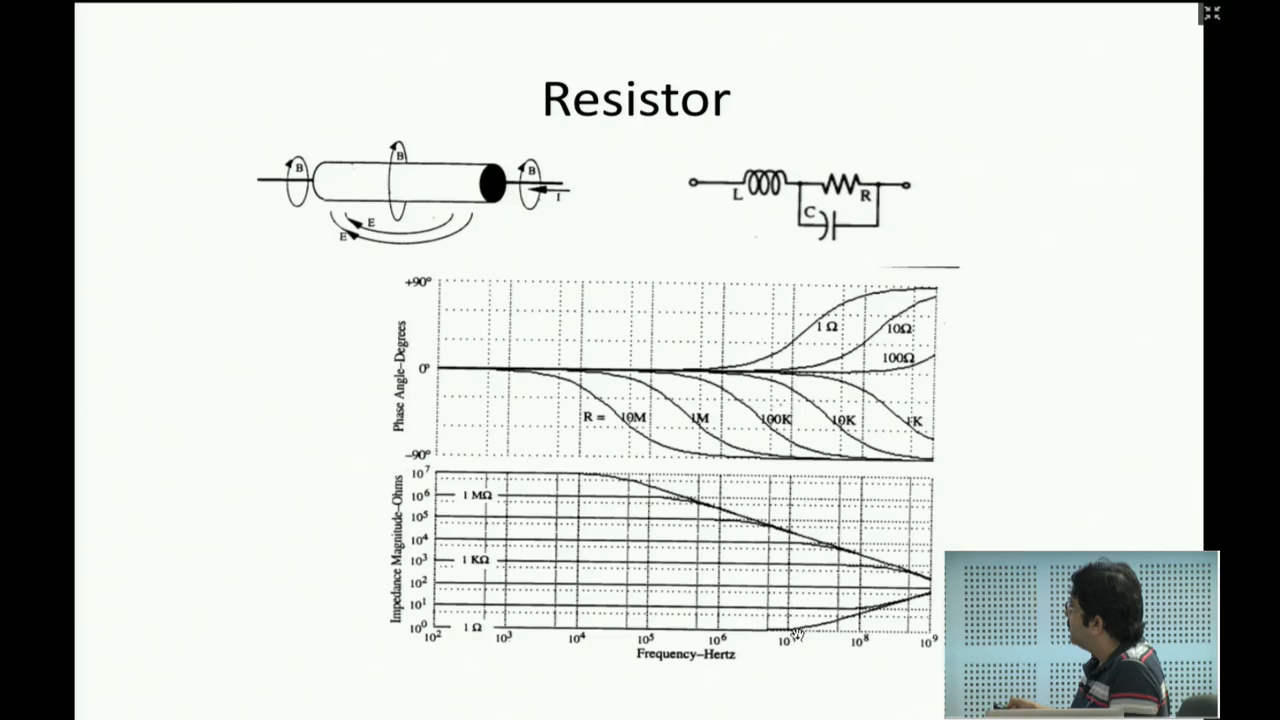 Resistor
B
B
B
I
E
E
L
R
C
+90°
0°
–90°
Phase Angle–Degrees
1 Ω
10Ω
100Ω
R = 10M
1M
100K
10K
1K
10⁷
10⁶
10⁵
10⁴
10³
10²
10¹
10⁰
Impedance Magnitude–Ohms
1 MΩ
1 KΩ
1 Ω
10² 10³ 10⁴ 10⁵ 10⁶ 10⁸ 10⁹
Frequency–Hertz